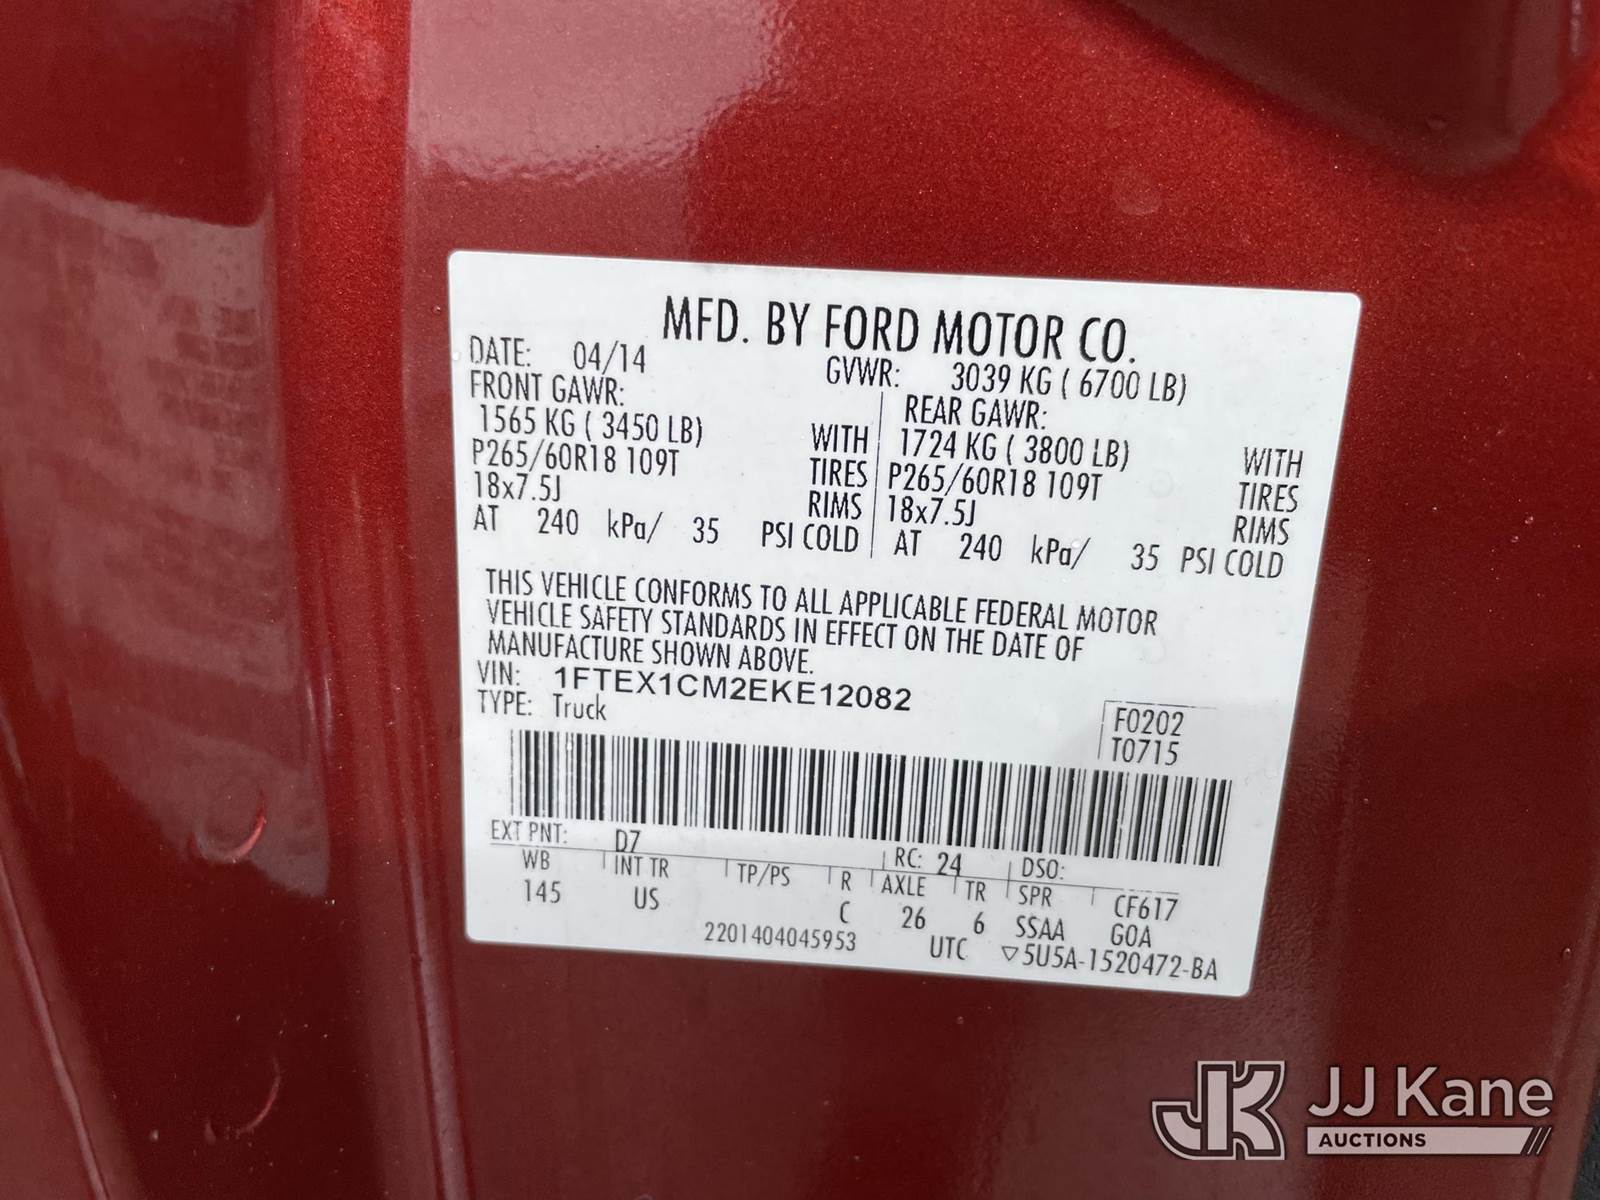 MFD. BY FORD MOTOR CO.
DATE: 04/14 GVWR: 3039 KG ( 6700 LB)
FRONT GAWR: REAR GAWR:
1565 KG ( 3450 LB) WITH 1724 KG ( 3800 LB) WITH
P265/60R18 109T TIRES P265/60R18 109T TIRES
18x7.5J RIMS 18x7.5J RIMS
AT 240 kPa/ 35 PSI COLD AT 240 kPa/ 35 PSI COLD
THIS VEHICLE CONFORMS TO ALL APPLICABLE FEDERAL MOTOR
VEHICLE SAFETY STANDARDS IN EFFECT ON THE DATE OF
MANUFACTURE SHOWN ABOVE.
VIN: 1FTEX1CM2EKE12082
TYPE: Truck F0202
T0715
EXT PNT: D7 RC: 24 DSO:
WB INT TR TP/PS R AXLE TR SPR CF617
145 US C 26 6 SSAA GOA
2201404045953 UTC ▽5U5A-1520472-BA
JK JJ Kane
AUCTIONS